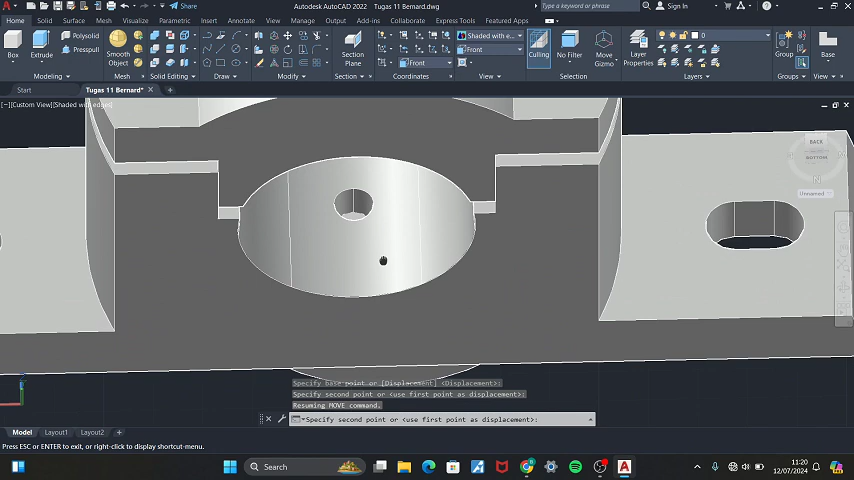 Share
Autodesk AutoCAD 2022 Tugas 11 Bernard.dwg
Type a keyword or phrase
Sign In
Home Solid Surface Mesh Visualize Parametric Insert Annotate View Manage Output Add-ins Collaborate Express Tools Featured Apps
Box Extrude Polysolid Presspull Smooth Object Section Plane Shaded with e... Front Front Culling No Filter Move Gizmo Layer Properties 0 Group Base
Modeling Mesh Solid Editing Draw Modify Section Coordinates View Selection Layers Groups
Start Tugas 11 Bernard*
[−][Custom View][Shaded with edges]
BACK
BOTTOM
N
Unnamed
Specify base point or [Displacement] <Displacement>:
Specify second point or <use first point as displacement>:
Resuming MOVE command.
Specify second point or <use first point as displacement>:
Model Layout1 Layout2
Press ESC or ENTER to exit, or right-click to display shortcut-menu.
Search
11:20
12/07/2024